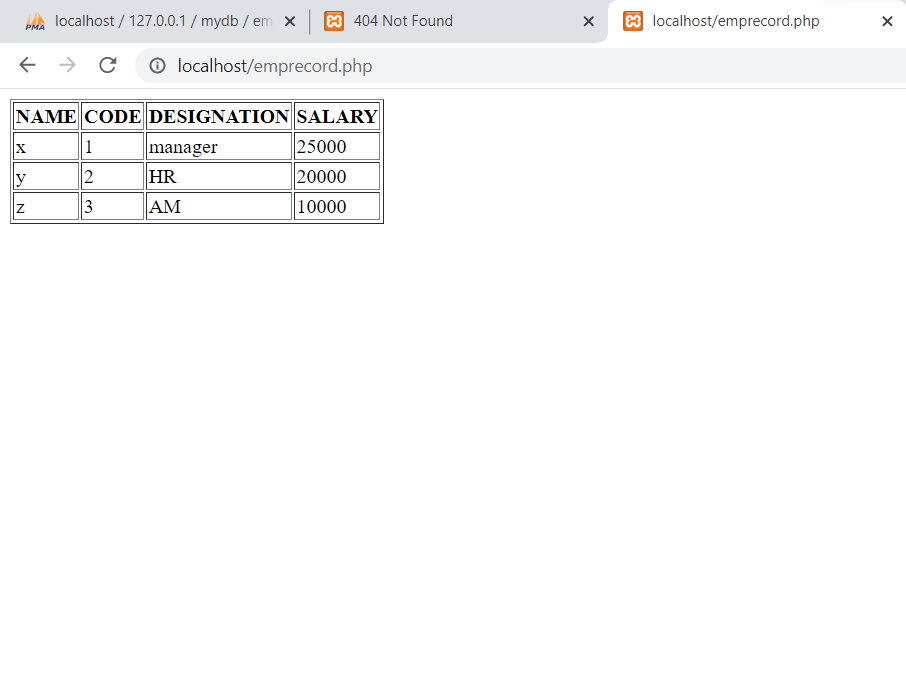 PMA localhost / 127.0.0.1 / mydb / em 404 Not Found localhost/emprecord.php
localhost/emprecord.php
NAME CODE DESIGNATION SALARY
x 1 manager 25000
y 2 HR 20000
z 3 AM 10000